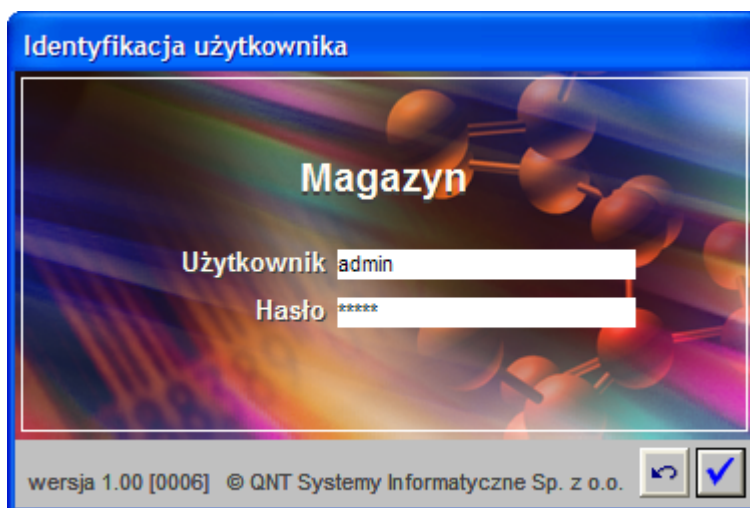 Identyfikacja użytkownika
Magazyn
Użytkownik admin
Hasło *****
wersja 1.00 [0006] © QNT Systemy Informatyczne Sp. z o.o.